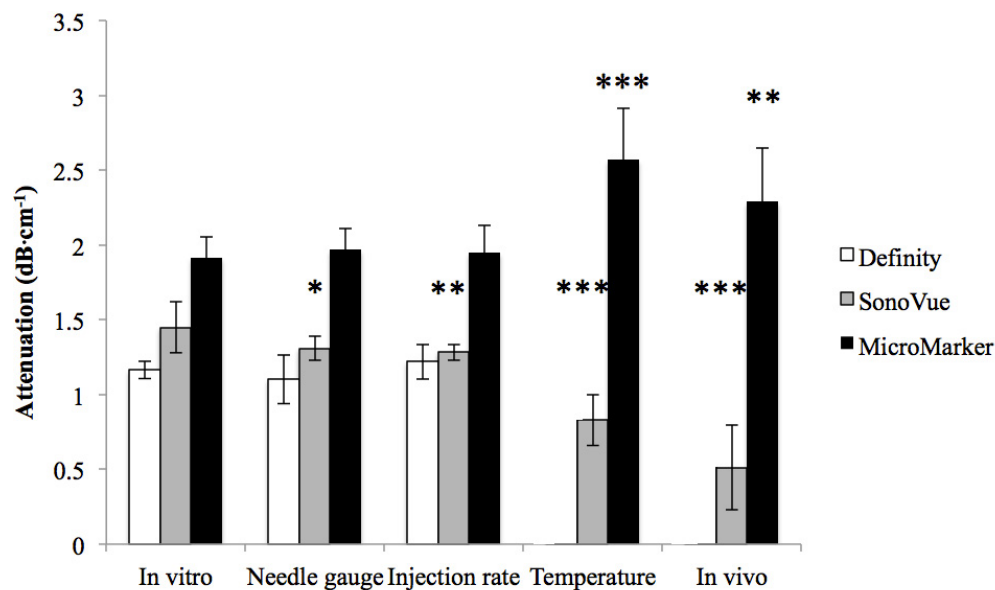 3.5
3
2.5
2
1.5
1
0.5
0
Attenuation (dB·cm⁻¹)
***
**
*
**
***
***
In vitro
Needle gauge
Injection rate
Temperature
In vivo
Definity
SonoVue
MicroMarker